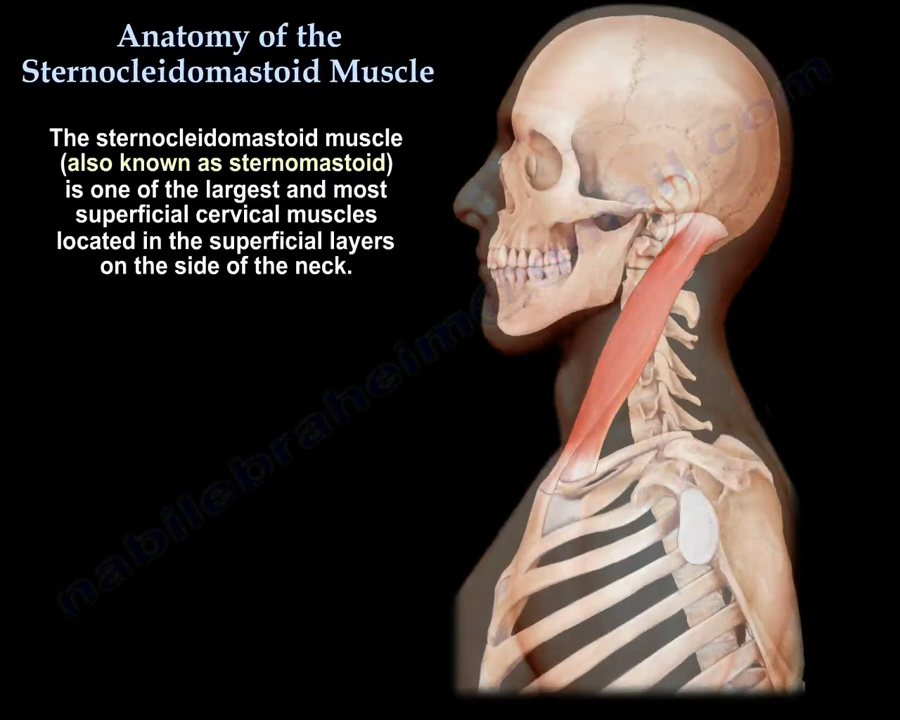 Anatomy of the
Sternocleidomastoid Muscle
The sternocleidomastoid muscle
(also known as sternomastoid)
is one of the largest and most
superficial cervical muscles
located in the superficial layers
on the side of the neck.